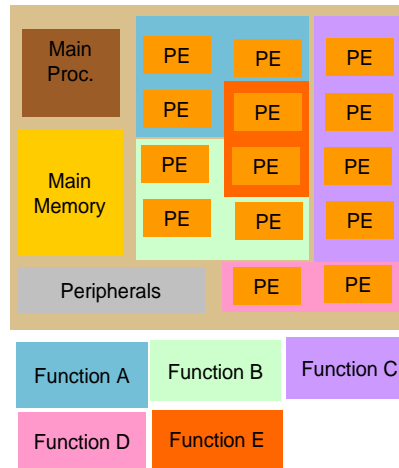 Main
Proc.
PE PE PE
PE PE PE
Main
Memory
PE PE PE
PE PE PE
Peripherals
PE PE
Function A
Function B
Function C
Function D
Function E